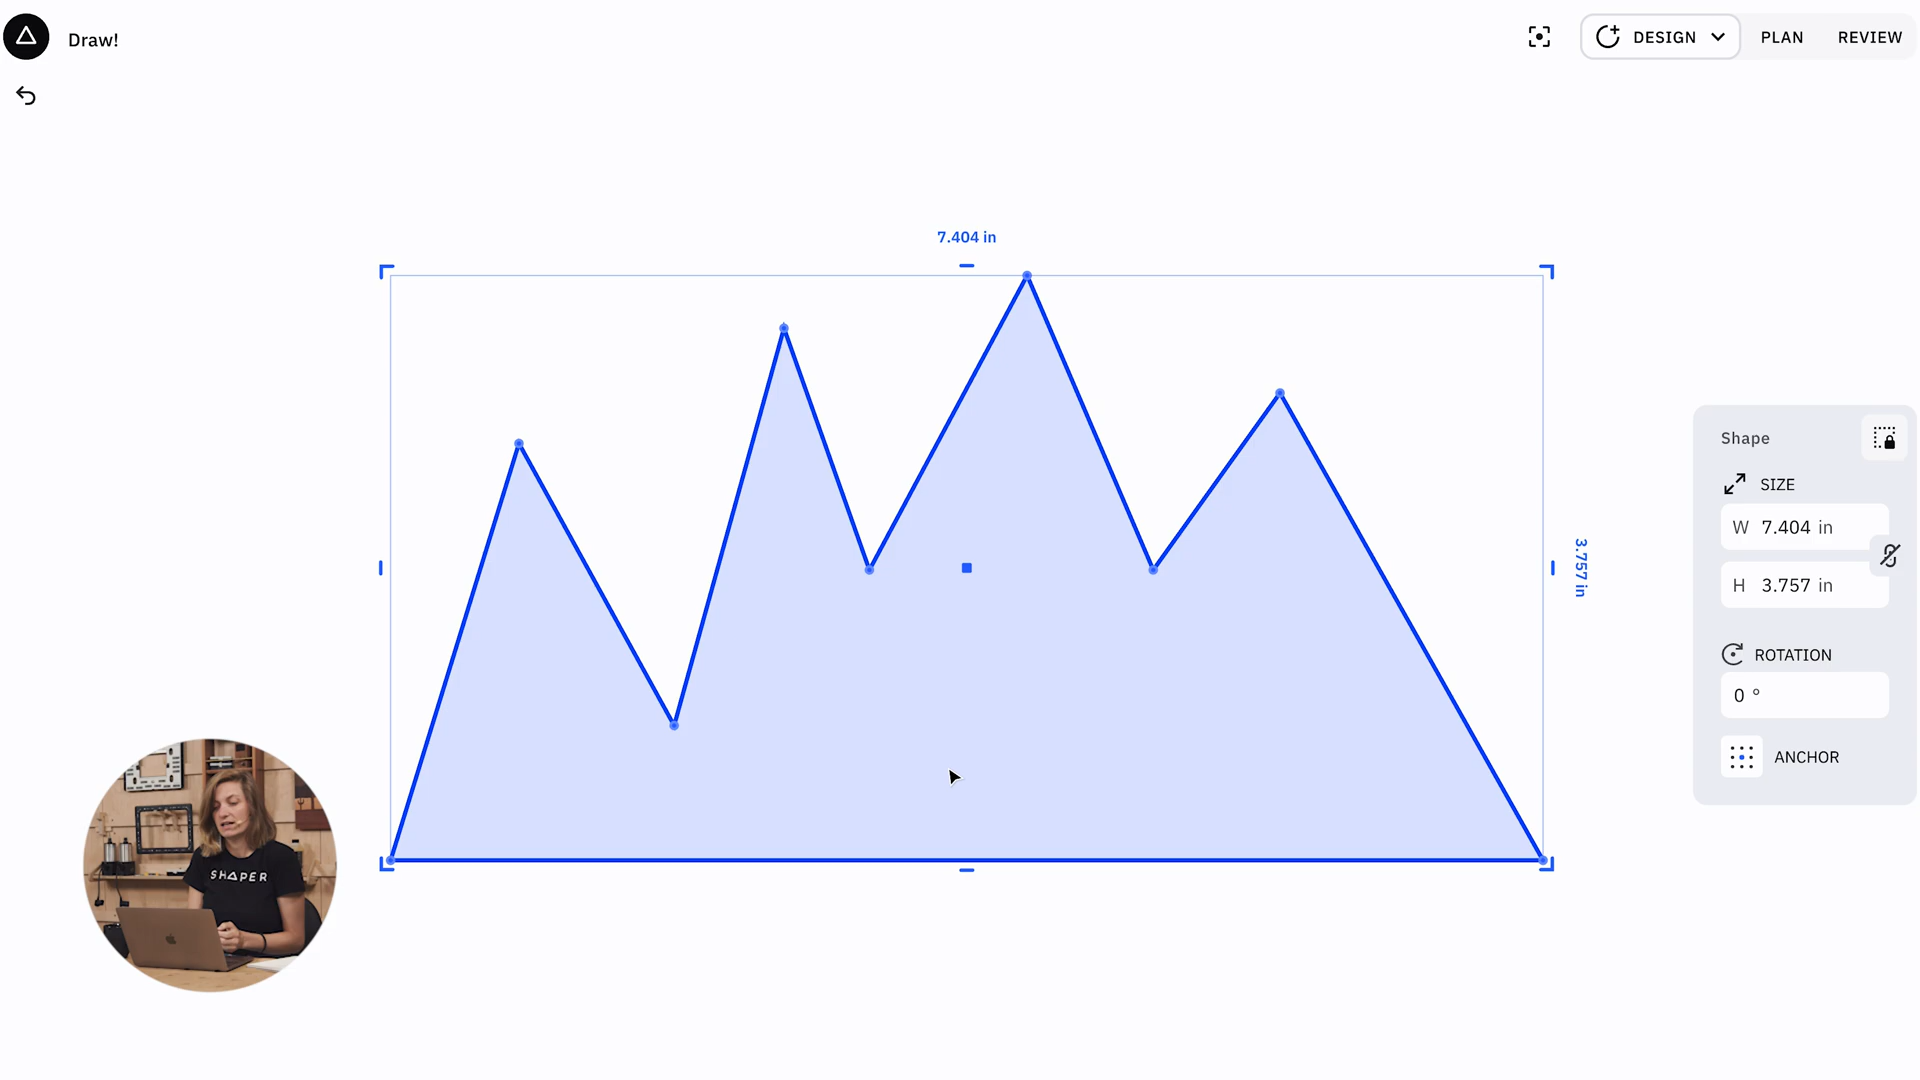 Draw!
DESIGN
PLAN
REVIEW
7.404 in
3.757 in
Shape
SIZE
W 7.404 in
H 3.757 in
ROTATION
0 °
ANCHOR
SHAPER